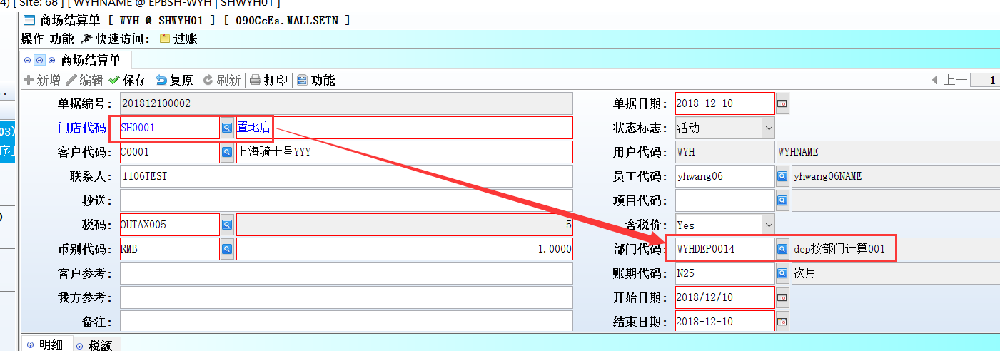 4) [ Site: 68 ] [ WYHNAME @ EPBSH-WYH | SHWYH01 ]
商场结算单 [ WYH @ SHWYH01 ] [ 090CcEa.MALLSETN ]
操作 功能 快速访问: 过账
商场结算单
新增 编辑 保存 复原 刷新 打印 功能 上一 1
单据编号: 201812100002 单据日期: 2018-12-10
门店代码 SH0001 置地店 状态标志: 活动
03)
客户代码: C0001 上海骑士星YYY 用户代码: WYH WYHNAME
联系人: 1106TEST 员工代码: yhwang06 yhwang06NAME
抄送: 项目代码:
税码: OUTAX005 5 含税价: Yes
币别代码: RMB 1.0000 部门代码: WYHDEP0014 dep按部门计算001
客户参考: 账期代码: N25 次月
我方参考: 开始日期: 2018/12/10
备注: 结束日期: 2018-12-10
明细 税额